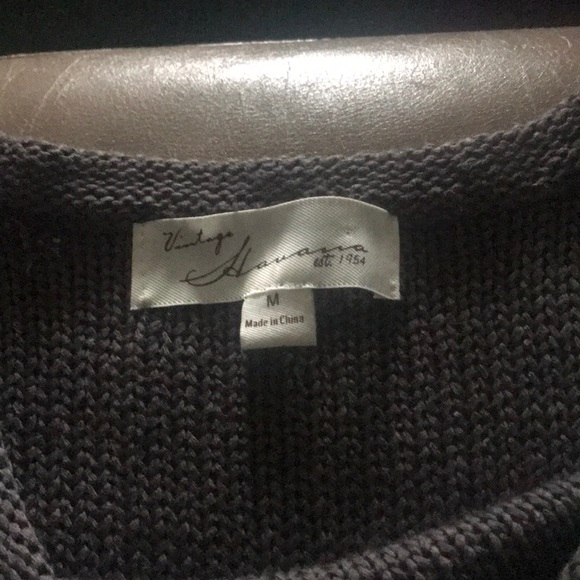 Vintage
Havana
est. 1954
M
Made in China